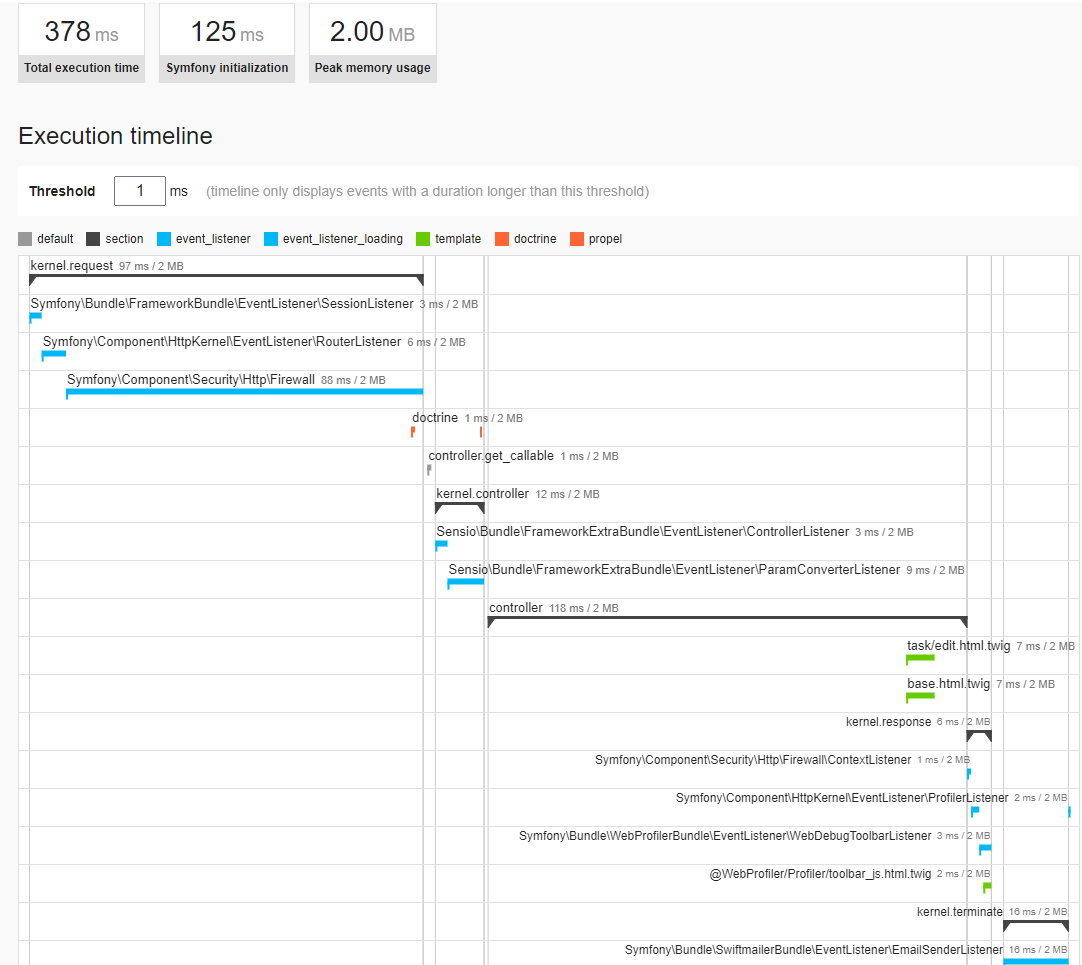 378 ms
Total execution time
125 ms
Symfony initialization
2.00 MB
Peak memory usage
Execution timeline
Threshold 1 ms (timeline only displays events with a duration longer than this threshold)
default section event_listener event_listener_loading template doctrine propel
kernel.request 97 ms / 2 MB
Symfony\Bundle\FrameworkBundle\EventListener\SessionListener 3 ms / 2 MB
Symfony\Component\HttpKernel\EventListener\RouterListener 6 ms / 2 MB
Symfony\Component\Security\Http\Firewall 88 ms / 2 MB
doctrine 1 ms / 2 MB
controller.get_callable 1 ms / 2 MB
kernel.controller 12 ms / 2 MB
Sensio\Bundle\FrameworkExtraBundle\EventListener\ControllerListener 3 ms / 2 MB
Sensio\Bundle\FrameworkExtraBundle\EventListener\ParamConverterListener 9 ms / 2 MB
controller 118 ms / 2 MB
task/edit.html.twig 7 ms / 2 MB
base.html.twig 7 ms / 2 MB
kernel.response 6 ms / 2 MB
Symfony\Component\Security\Http\Firewall\ContextListener 1 ms / 2 MB
Symfony\Component\HttpKernel\EventListener\ProfilerListener 2 ms / 2 MB
Symfony\Bundle\WebProfilerBundle\EventListener\WebDebugToolbarListener 3 ms / 2 MB
@WebProfiler/Profiler/toolbar_js.html.twig 2 ms / 2 MB
kernel.terminate 16 ms / 2 MB
Symfony\Bundle\SwiftmailerBundle\EventListener\EmailSenderListener 16 ms / 2 MB